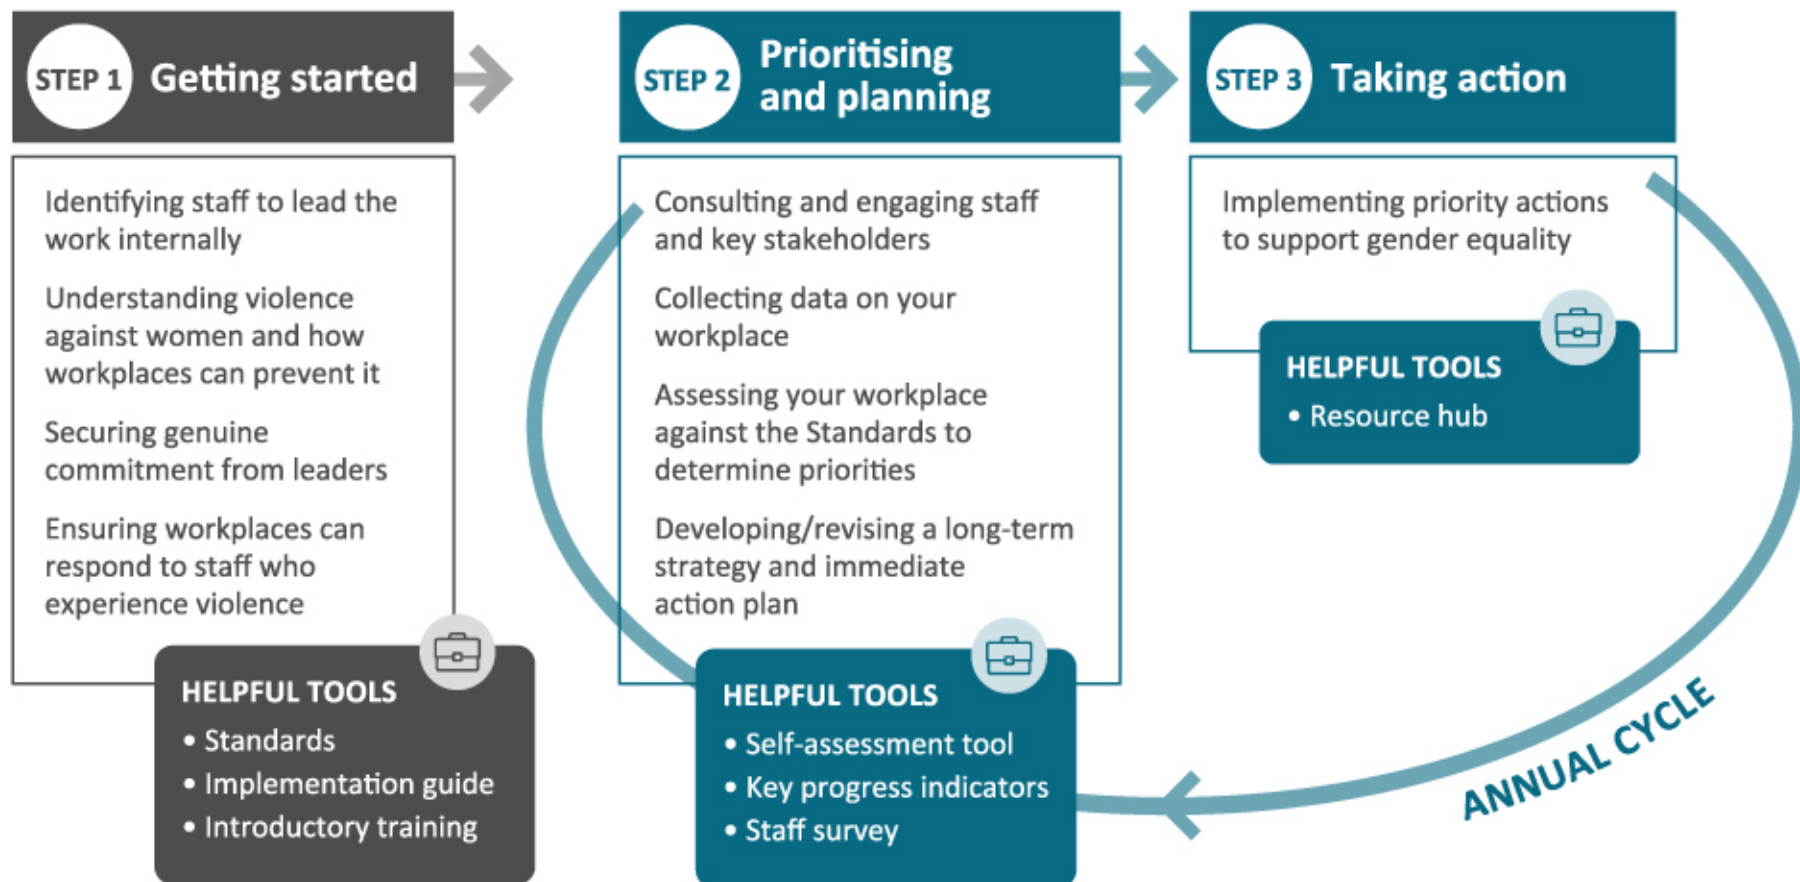 STEP 1
Getting started
Identifying staff to lead the
work internally
Understanding violence
against women and how
workplaces can prevent it
Securing genuine
commitment from leaders
Ensuring workplaces can
respond to staff who
experience violence
HELPFUL TOOLS
• Standards
• Implementation guide
• Introductory training
STEP 2
Prioritising
and planning
Consulting and engaging staff
and key stakeholders
Collecting data on your
workplace
Assessing your workplace
against the Standards to
determine priorities
Developing/revising a long-term
strategy and immediate
action plan
HELPFUL TOOLS
• Self-assessment tool
• Key progress indicators
• Staff survey
STEP 3
Taking action
Implementing priority actions
to support gender equality
HELPFUL TOOLS
• Resource hub
ANNUAL CYCLE